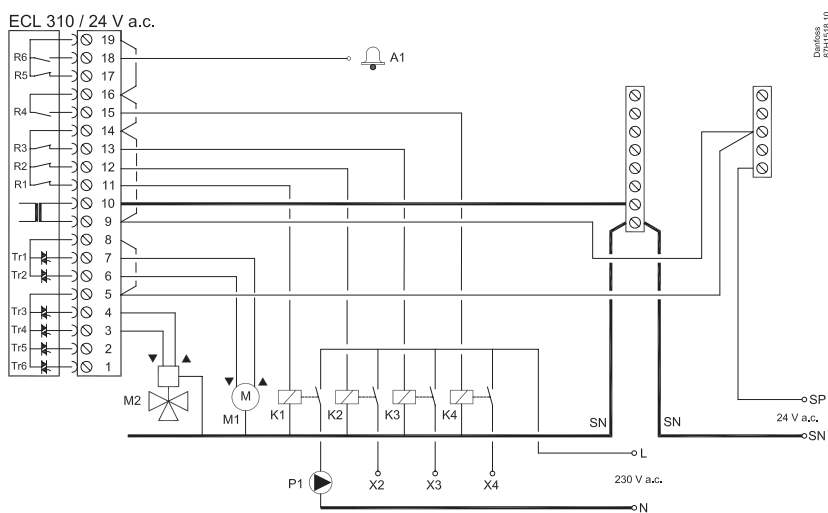 ECL 310 / 24 V a.c.
Danfoss
87H1518.10
19
R6 18 A1
R5 17
16
R4 15
14
R3 13
R2 12
R1 11
10
9
8
Tr1 7
Tr2 6
5
Tr3 4
Tr4 3
Tr5 2
Tr6 1
M2
M
M1
K1 K2 K3 K4
SN SN
SP
24 V a.c.
SN
L
P1 X2 X3 X4
230 V a.c.
N